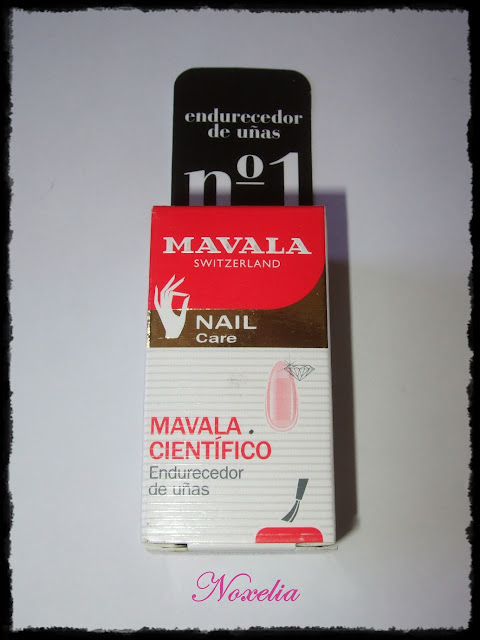 endurecedor
de uñas
nº1
MAVALA
SWITZERLAND
NAIL
Care
MAVALA
CIENTÍFICO
Endurecedor
de uñas
Noxelia